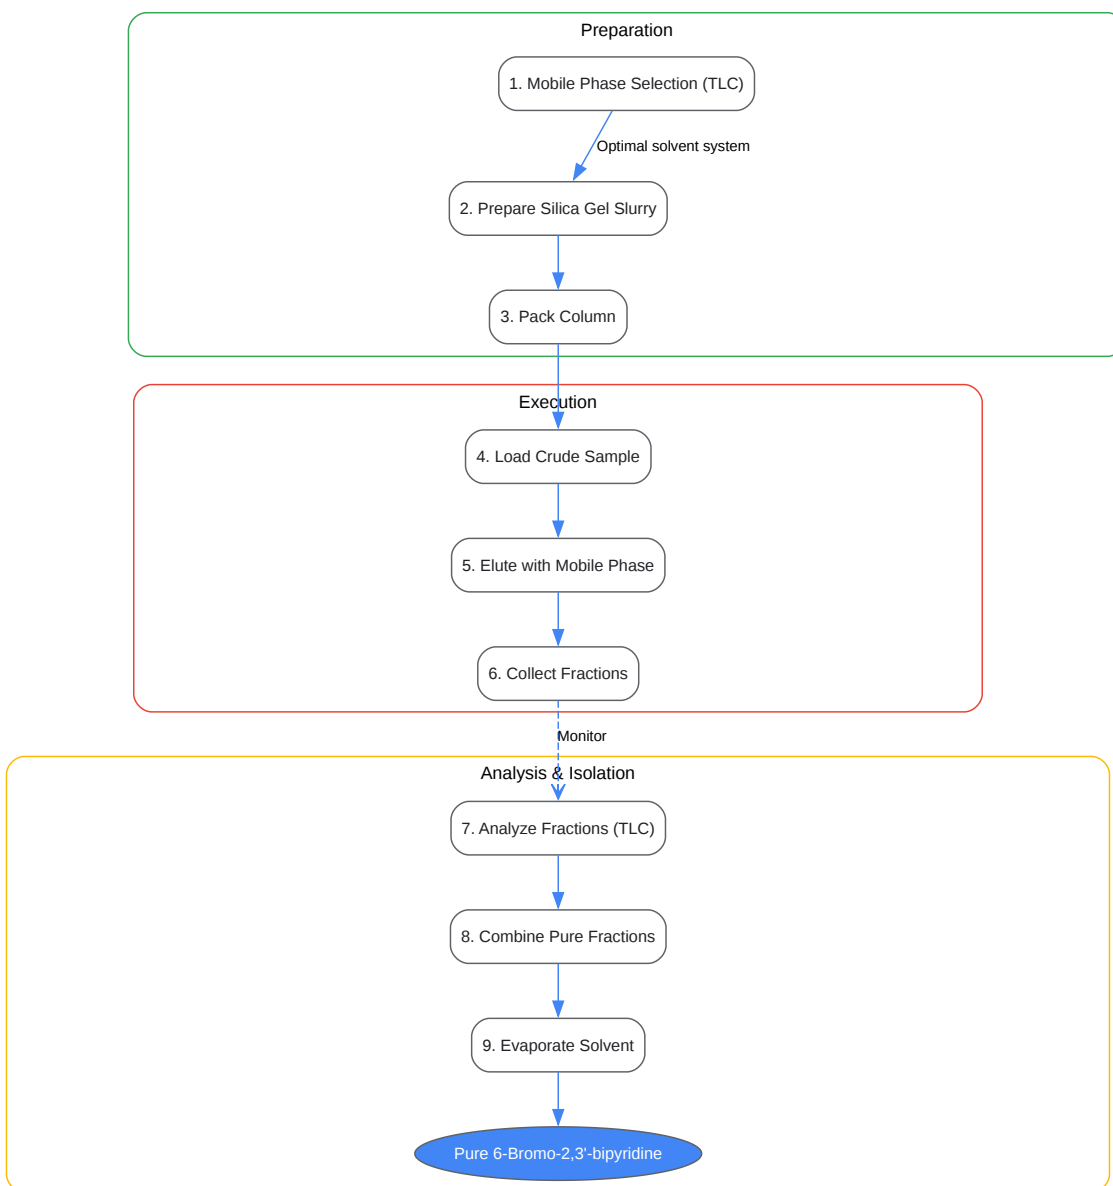 Preparation
1. Mobile Phase Selection (TLC)
Optimal solvent system
2. Prepare Silica Gel Slurry
3. Pack Column
Execution
4. Load Crude Sample
5. Elute with Mobile Phase
6. Collect Fractions
Monitor
Analysis & Isolation
7. Analyze Fractions (TLC)
8. Combine Pure Fractions
9. Evaporate Solvent
Pure 6-Bromo-2,3'-bipyridine